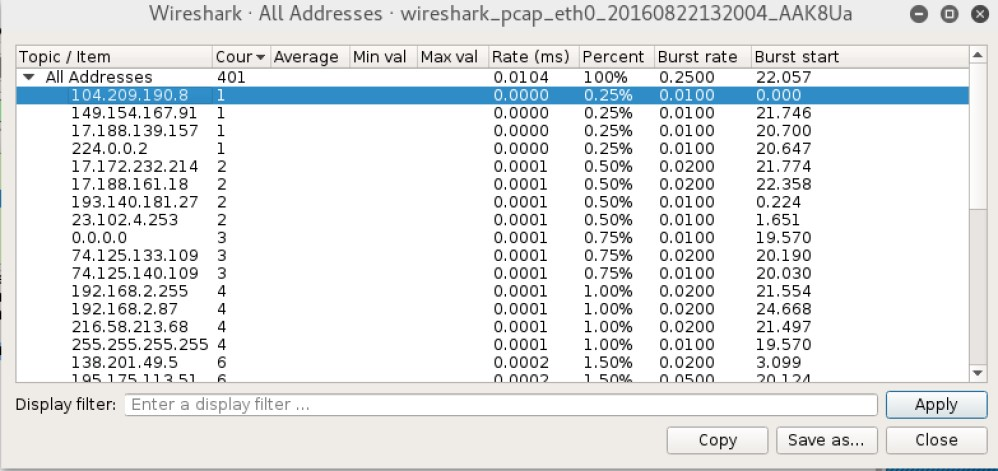 Wireshark · All Addresses · wireshark_pcap_eth0_20160822132004_AAK8Ua
Topic / Item Cour Average Min val Max val Rate (ms) Percent Burst rate Burst start
All Addresses 401 0.0104 100% 0.2500 22.057
104.209.190.8 1 0.0000 0.25% 0.0100 0.000
149.154.167.91 1 0.0000 0.25% 0.0100 21.746
17.188.139.157 1 0.0000 0.25% 0.0100 20.700
224.0.0.2 1 0.0000 0.25% 0.0100 20.647
17.172.232.214 2 0.0001 0.50% 0.0200 21.774
17.188.161.18 2 0.0001 0.50% 0.0200 22.358
193.140.181.27 2 0.0001 0.50% 0.0100 0.224
23.102.4.253 2 0.0001 0.50% 0.0100 1.651
0.0.0.0 3 0.0001 0.75% 0.0100 19.570
74.125.133.109 3 0.0001 0.75% 0.0200 20.190
74.125.140.109 3 0.0001 0.75% 0.0100 20.030
192.168.2.255 4 0.0001 1.00% 0.0200 21.554
192.168.2.87 4 0.0001 1.00% 0.0200 24.668
216.58.213.68 4 0.0001 1.00% 0.0200 21.497
255.255.255.255 4 0.0001 1.00% 0.0100 19.570
138.201.49.5 6 0.0002 1.50% 0.0200 3.099
195.175.113.51 6 0.0002 1.50% 0.0500 20.124
Display filter: Enter a display filter ... Apply
Copy Save as... Close